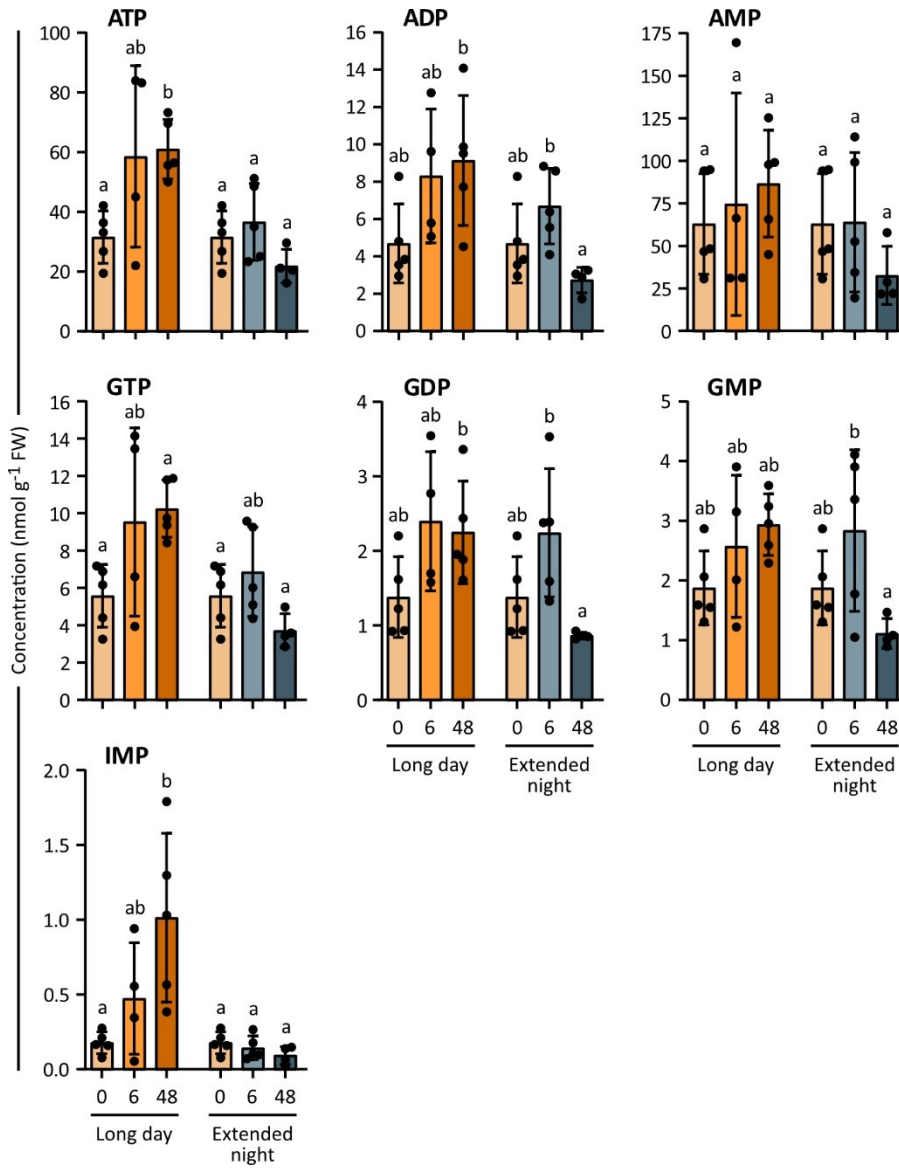 ATP
ADP
AMP
100
80
60
40
20
0
a
ab
b
a
a
a
16
14
12
10
8
6
4
2
0
ab
ab
b
ab
b
a
175
150
125
100
75
50
25
0
a
a
a
a
a
a
Concentration (nmol g⁻¹ FW)
GTP
GDP
GMP
16
14
12
10
8
6
4
2
0
a
ab
a
a
ab
a
4
3
2
1
0
ab
ab
b
ab
b
a
5
4
3
2
1
0
ab
ab
ab
ab
b
a
0 6 48 0 6 48
Long day Extended night
0 6 48 0 6 48
Long day Extended night
IMP
2.0
1.5
1.0
0.5
0.0
a
ab
b
a
a
a
0 6 48 0 6 48
Long day Extended night